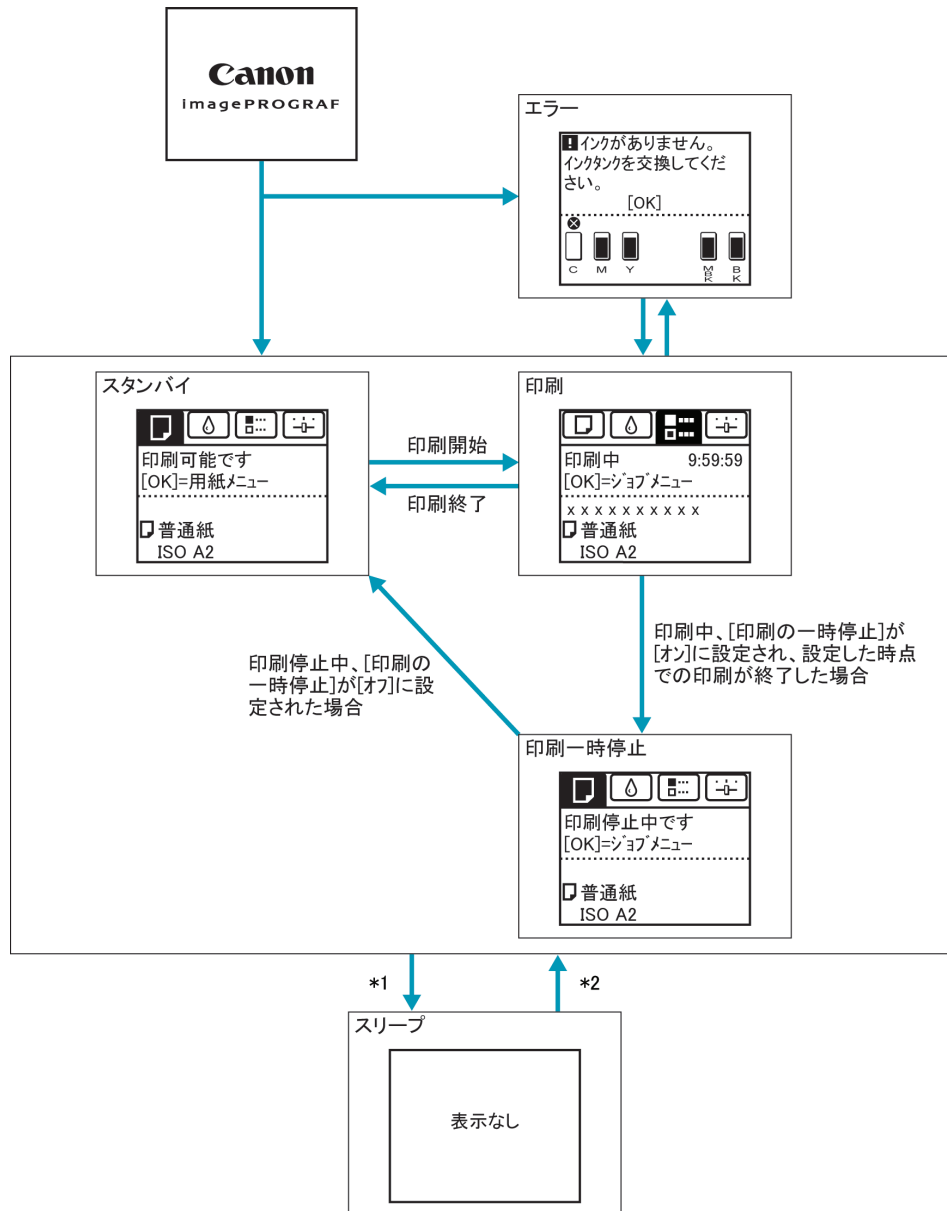 Canon
imagePROGRAF
エラー
!インクがありません。
インクタンクを交換してくだ
さい。
[OK]
C M Y MBK BK
スタンバイ
印刷可能です
[OK]=用紙メニュー
普通紙
ISO A2
印刷開始
印刷終了
印刷
印刷中 9:59:59
[OK]=ジョブメニュー
x x x x x x x x x x
普通紙
ISO A2
印刷中、[印刷の一時停止]が
[オン]に設定され、設定した時点
での印刷が終了した場合
印刷停止中、[印刷の
一時停止]が[オフ]に設
定された場合
印刷一時停止
印刷停止中です
[OK]=ジョブメニュー
普通紙
ISO A2
*1
*2
スリープ
表示なし